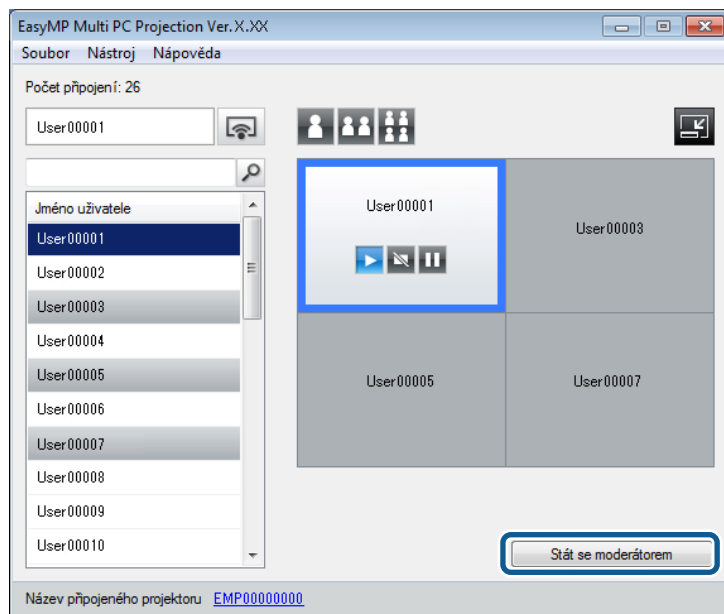 EasyMP Multi PC Projection Ver.X.XX
Soubor Nástroj Nápověda
Počet připojení: 26
User00001
Jméno uživatele
User00001
User00002
User00003
User00004
User00005
User00006
User00007
User00008
User00009
User00010
User00001
User00003
User00005
User00007
Stát se moderátorem
Název připojeného projektoru EMP00000000